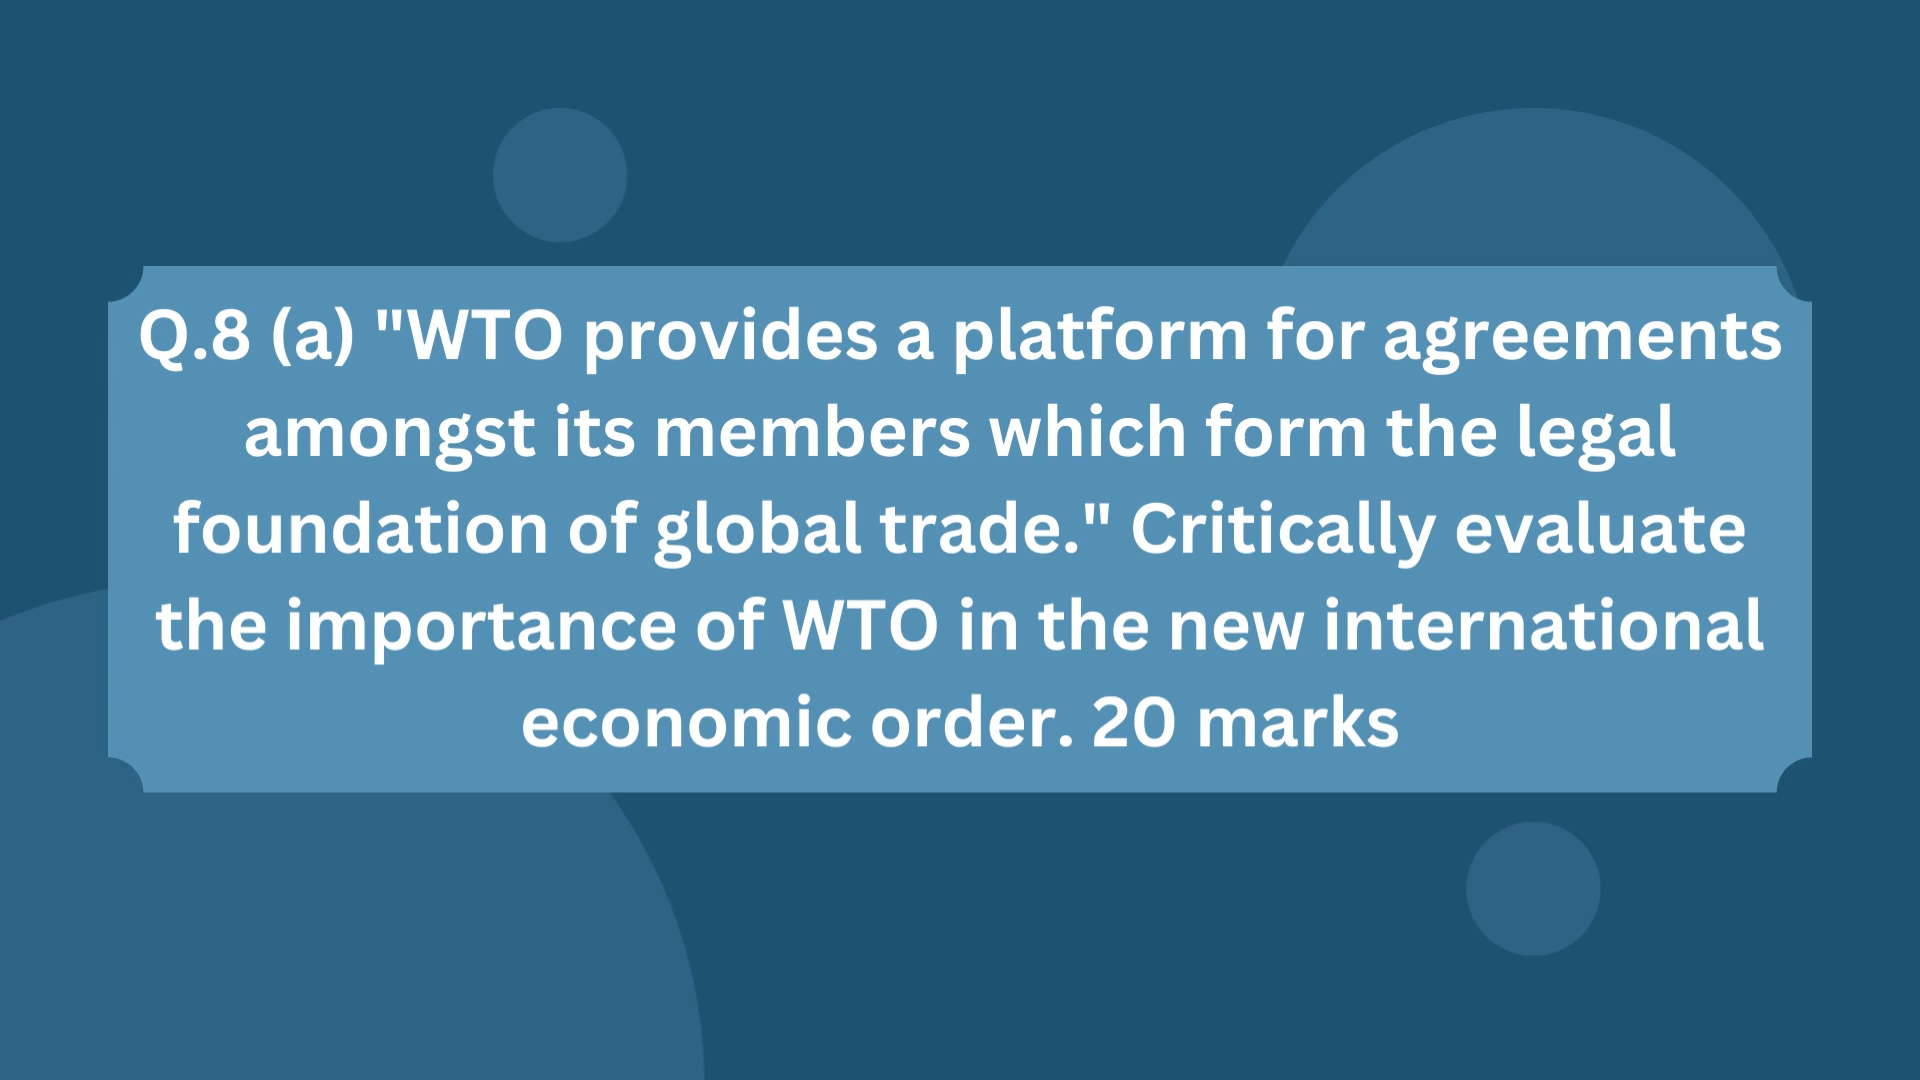 Q.8 (a) "WTO provides a platform for agreements
amongst its members which form the legal
foundation of global trade." Critically evaluate
the importance of WTO in the new international
economic order. 20 marks